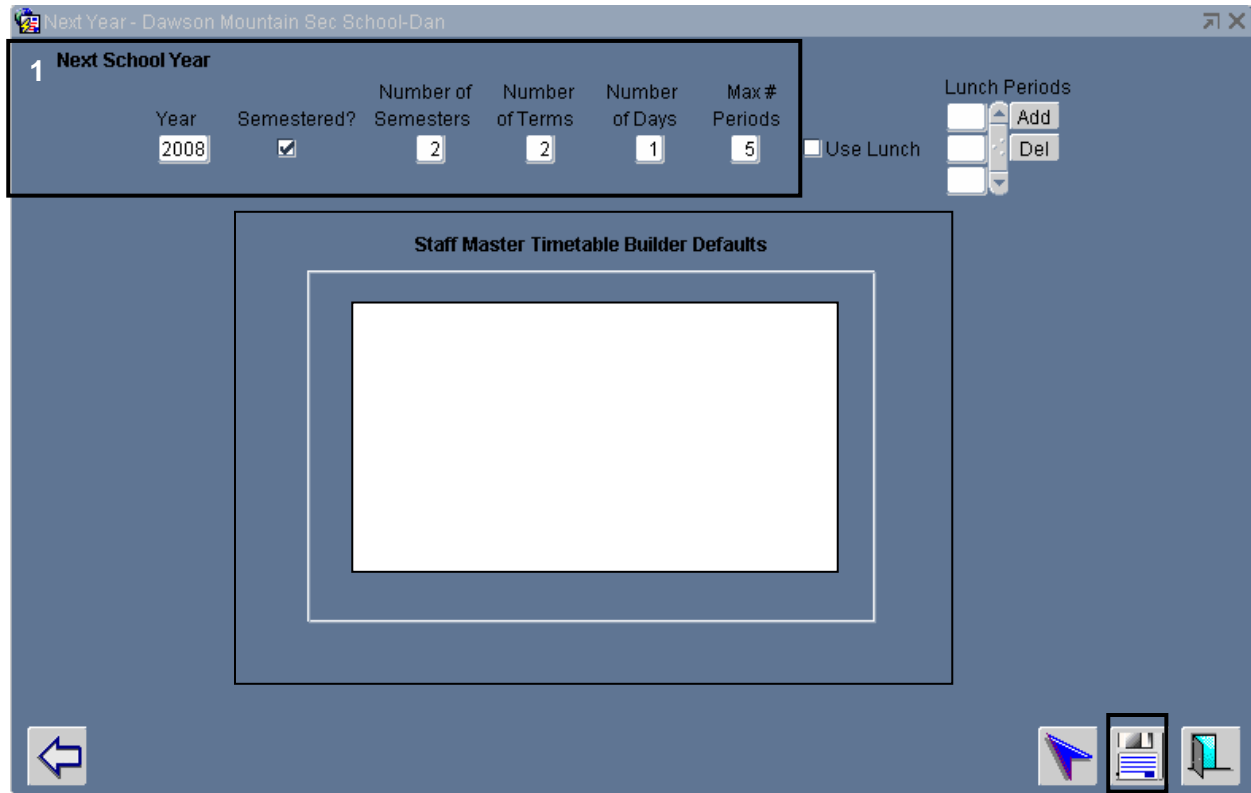 Next Year - Dawson Mountain Sec School-Dan
1 Next School Year
Number of Number Number Max # Lunch Periods
Year Semestered? Semesters of Terms of Days Periods Add
2008 2 2 1 5 Use Lunch Del
Staff Master Timetable Builder Defaults